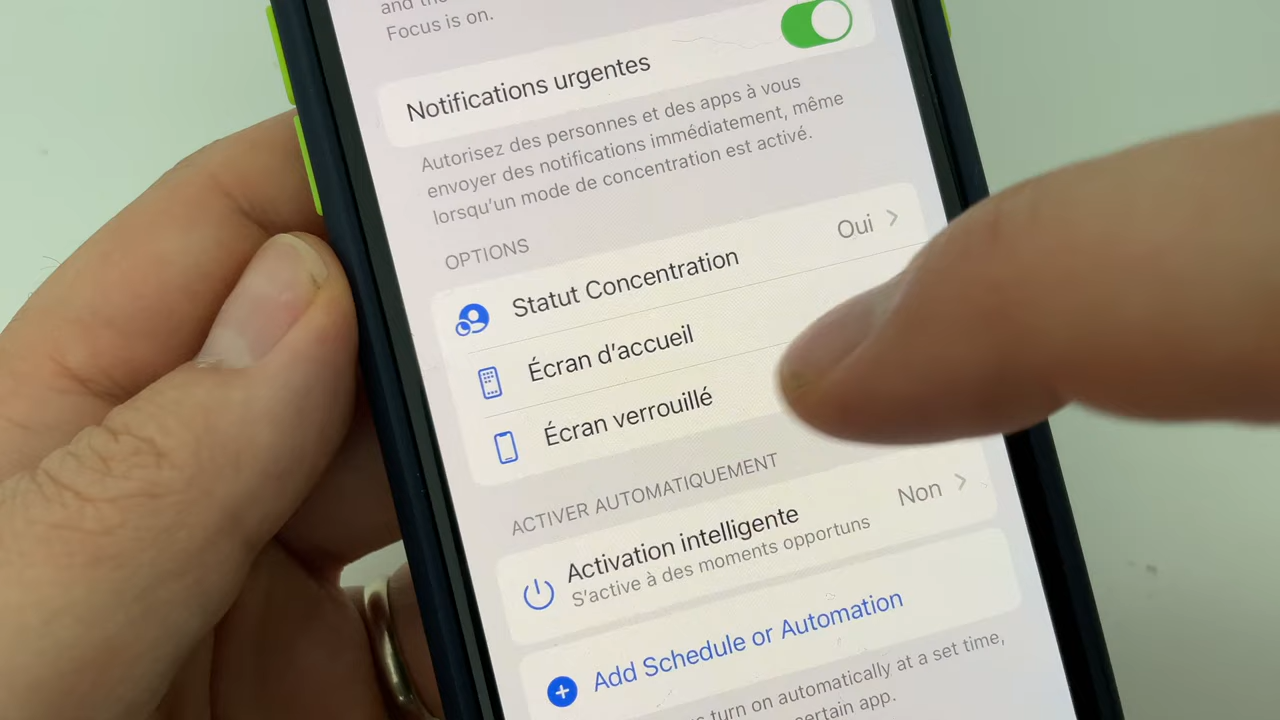 and the
Focus is on.
Notifications urgentes
Autorisez des personnes et des apps à vous
envoyer des notifications immédiatement, même
lorsqu'un mode de concentration est activé.
OPTIONS
Statut Concentration Oui
Écran d'accueil
Écran verrouillé
ACTIVER AUTOMATIQUEMENT
Activation intelligente Non
S'active à des moments opportuns
Add Schedule or Automation
turn on automatically at a set time,
certain app.